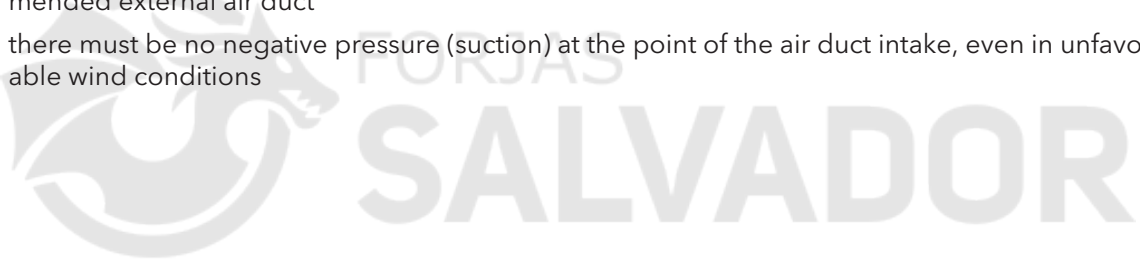 mended external air duct
there must be no negative pressure (suction) at the point of the air duct intake, even in unfavo
able wind conditions
FORJAS
SALVADOR